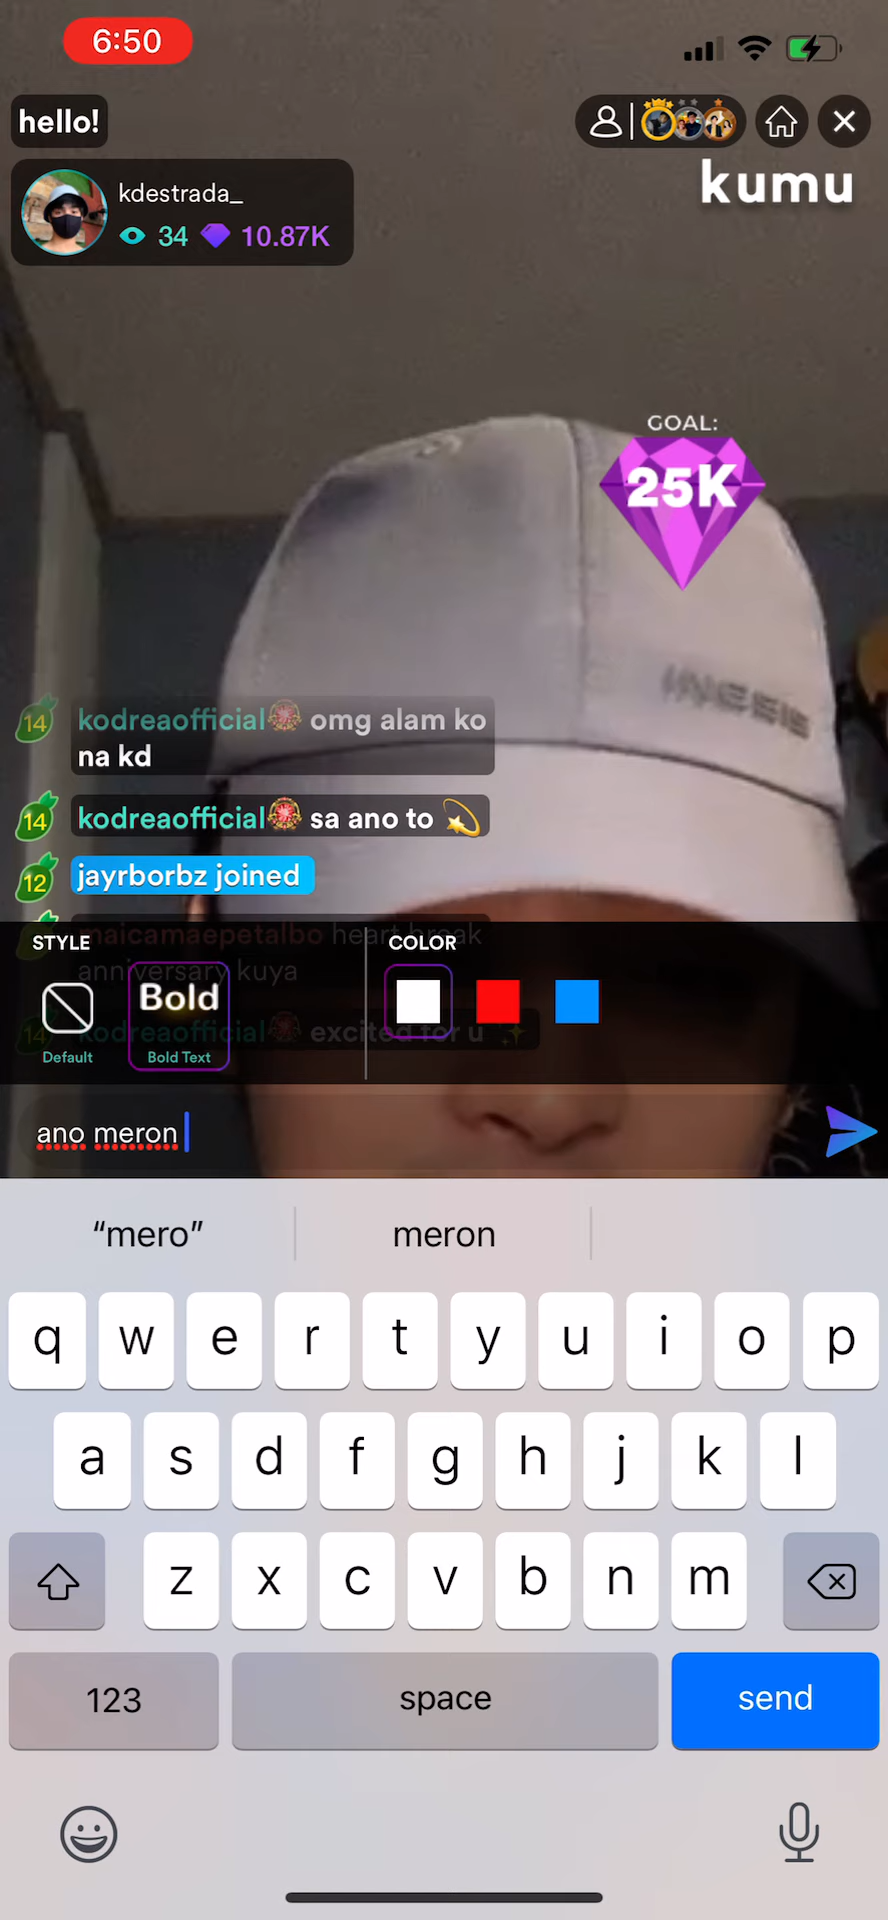 6:50
hello!
kdestrada_
34 10.87K
kumu
GOAL:
25K
14 kodreaofficial omg alam ko
na kd
14 kodreaofficial sa ano to
12 jayrborbz joined
maicamaepetalbo heart break
anniversary kuya
14 kodreaofficial excited for u
STYLE COLOR
Bold
Default Bold Text
ano meron
“mero” meron
q w e r t y u i o p
a s d f g h j k l
z x c v b n m
123 space send